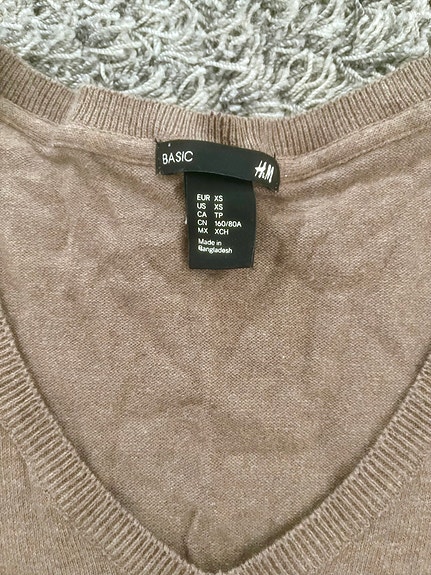 BASIC
H&M
EUR XS
US XS
CA TP
CN 160/80A
MX XCH
Made in
Bangladesh